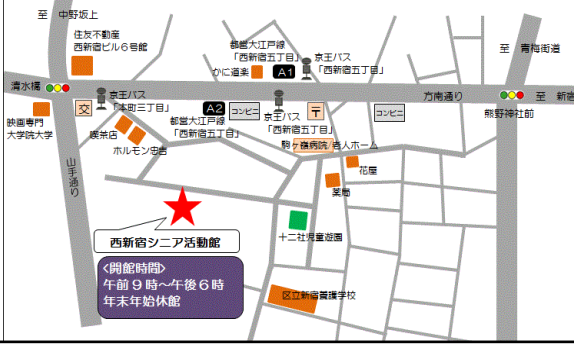 至 中野坂上
住友不動産
西新宿ビル6号館
都営大江戸線
「西新宿五丁目」
かに道楽
A1
京王バス
「西新宿五丁目」
至 青梅街道
清水橋
京王バス
「本町三丁目」
交
A2
コンビニ
〒
コンビニ
方南通り
至 新宿
映画専門
大学院大学
喫茶店
ホルモン忠吉
都営大江戸線
「西新宿五丁目」
京王バス
「西新宿五丁目」
熊野神社前
駒ヶ嶺病院/老人ホーム
花屋
薬局
山手通り
十二社児童遊園
西新宿シニア活動館
<開館時間>
午前9時~午後6時
年末年始休館
区立新宿養護学校